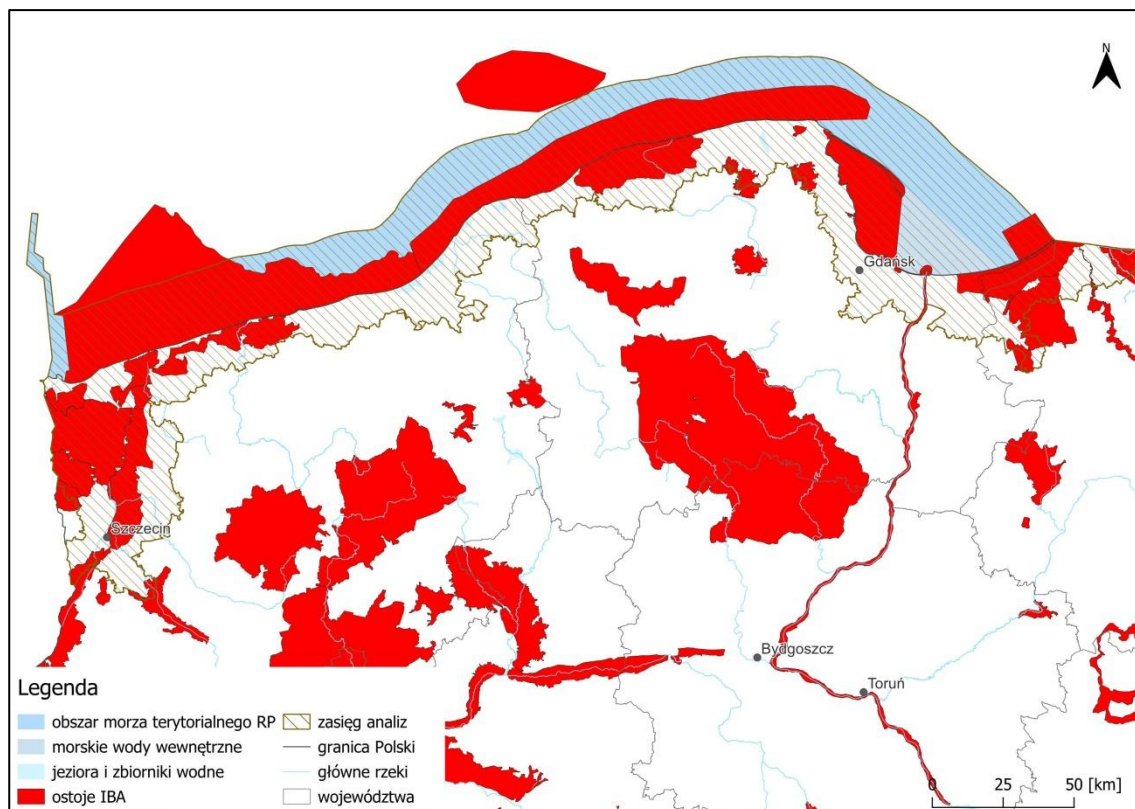 N
Gdańsk
Szczecin
Bydgoszcz
Toruń
Legenda
obszar morza terytorialnego RP
morskie wody wewnętrzne
jeziora i zbiorniki wodne
ostoje IBA
zasięg analiz
granica Polski
główne rzeki
województwa
0 25 50 [km]